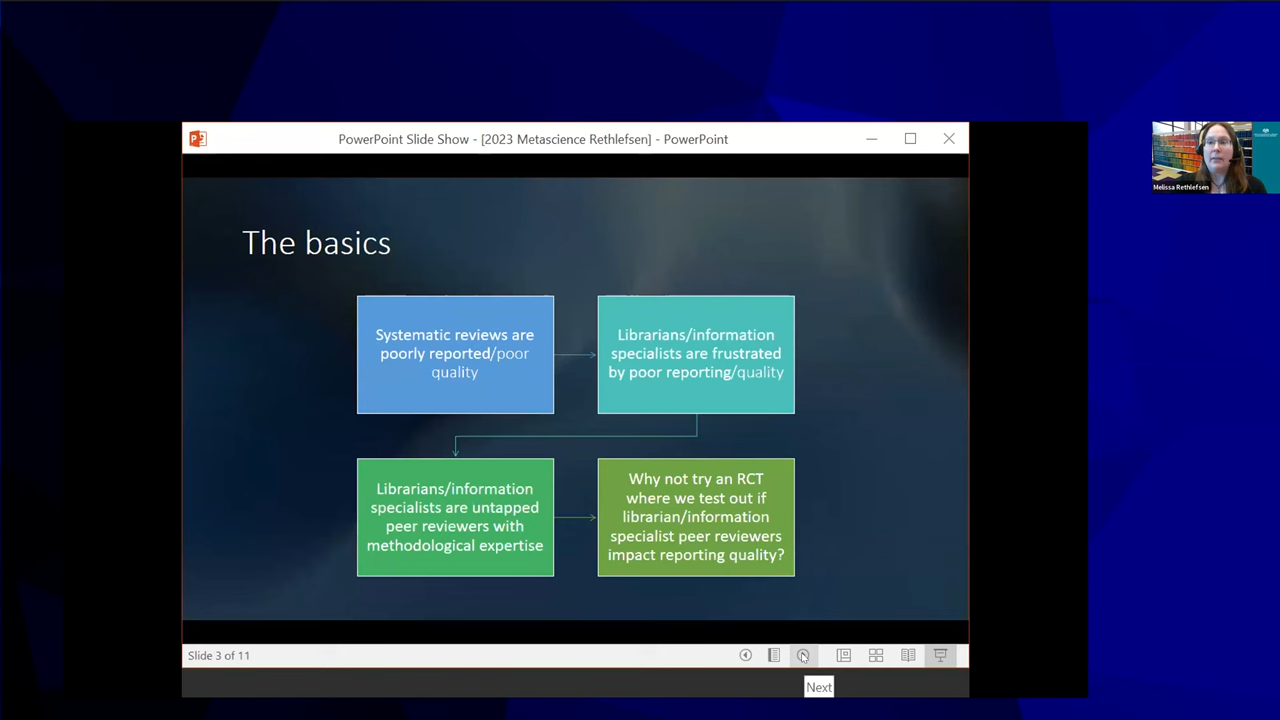 PowerPoint Slide Show - [2023 Metascience Rethlefsen] - PowerPoint
The basics
Systematic reviews are
poorly reported/poor
quality
Librarians/information
specialists are frustrated
by poor reporting/quality
Librarians/information
specialists are untapped
peer reviewers with
methodological expertise
Why not try an RCT
where we test out if
librarian/information
specialist peer reviewers
impact reporting quality?
Slide 3 of 11
Next
Melissa Rethlefsen